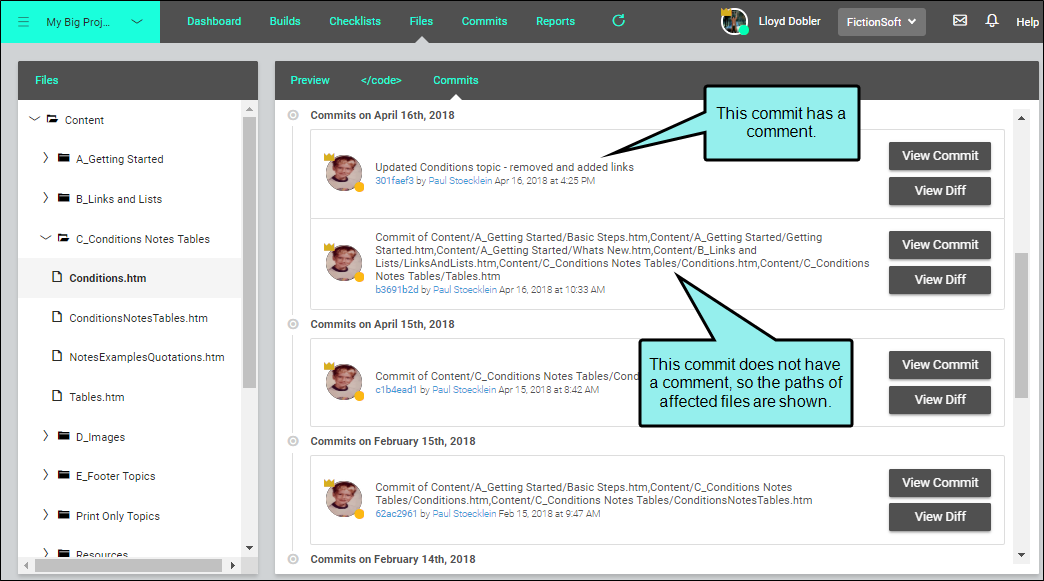 My Big Proj...
Dashboard
Builds
Checklists
Files
Commits
Reports
Lloyd Dobler
FictionSoft
Help
Files
Content
A_Getting Started
B_Links and Lists
C_Conditions Notes Tables
Conditions.htm
ConditionsNotesTables.htm
NotesExamplesQuotations.htm
Tables.htm
D_Images
E_Footer Topics
Print Only Topics
Resources
Preview
</code>
Commits
Commits on April 16th, 2018
This commit has a
comment.
Updated Conditions topic - removed and added links
301faef3 by Paul Stoecklein Apr 16, 2018 at 4:25 PM
View Commit
View Diff
Commit of Content/A_Getting Started/Basic Steps.htm,Content/A_Getting Started/Getting
Started.htm,Content/A_Getting Started/Whats New.htm,Content/B_Links and
Lists/LinksAndLists.htm,Content/C_Conditions Notes Tables/Conditions.htm,Content/C_Conditions
Notes Tables/Tables.htm
b3691b2d by Paul Stoecklein Apr 16, 2018 at 10:33 AM
View Commit
View Diff
Commits on April 15th, 2018
This commit does not have
a comment, so the paths of
affected files are shown.
Commit of Content/C_Conditions Notes Tables/Cond
c1b4ead1 by Paul Stoecklein Apr 15, 2018 at 8:42 AM
View Commit
View Diff
Commits on February 15th, 2018
Commit of Content/A_Getting Started/Basic Steps.htm,Content/C_Conditions Notes
Tables/Conditions.htm,Content/C_Conditions Notes Tables/ConditionsNotesTables.htm
62ac2961 by Paul Stoecklein Feb 15, 2018 at 9:47 AM
View Commit
View Diff
Commits on February 14th, 2018